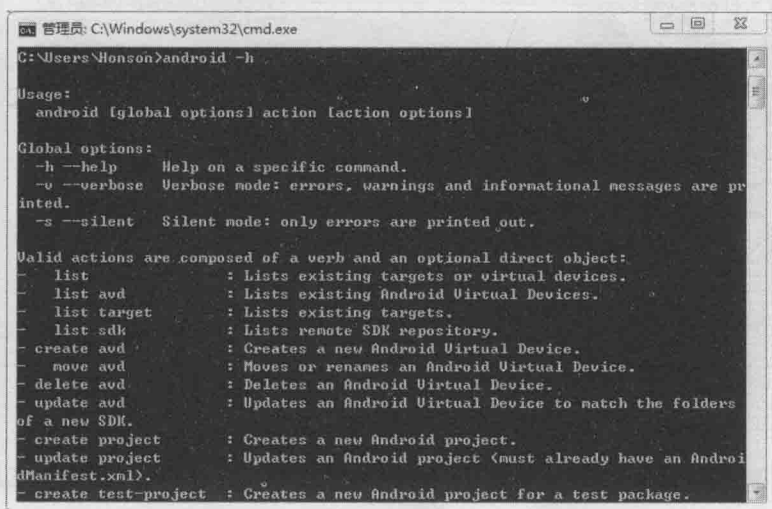 管理员: C:\Windows\system32\cmd.exe
C:\Users\Honson>android -h
Usage:
android [global options] action [action options]
Global options:
-h --help Help on a specific command.
-v --verbose Verbose mode: errors, warnings and informational messages are pr
inted.
-s --silent Silent mode: only errors are printed out.
Valid actions are composed of a verb and an optional direct object:
- list : Lists existing targets or virtual devices.
- list avd : Lists existing Android Virtual Devices.
- list target : Lists existing targets.
- list sdk : Lists remote SDK repository.
- create avd : Creates a new Android Virtual Device.
- move avd : Moves or renames an Android Virtual Device.
- delete avd : Deletes an Android Virtual Device.
- update avd : Updates an Android Virtual Device to match the folders
of a new SDK.
- create project : Creates a new Android project.
- update project : Updates an Android project (must already have an Androi
dManifest.xml).
- create test-project : Creates a new Android project for a test package.